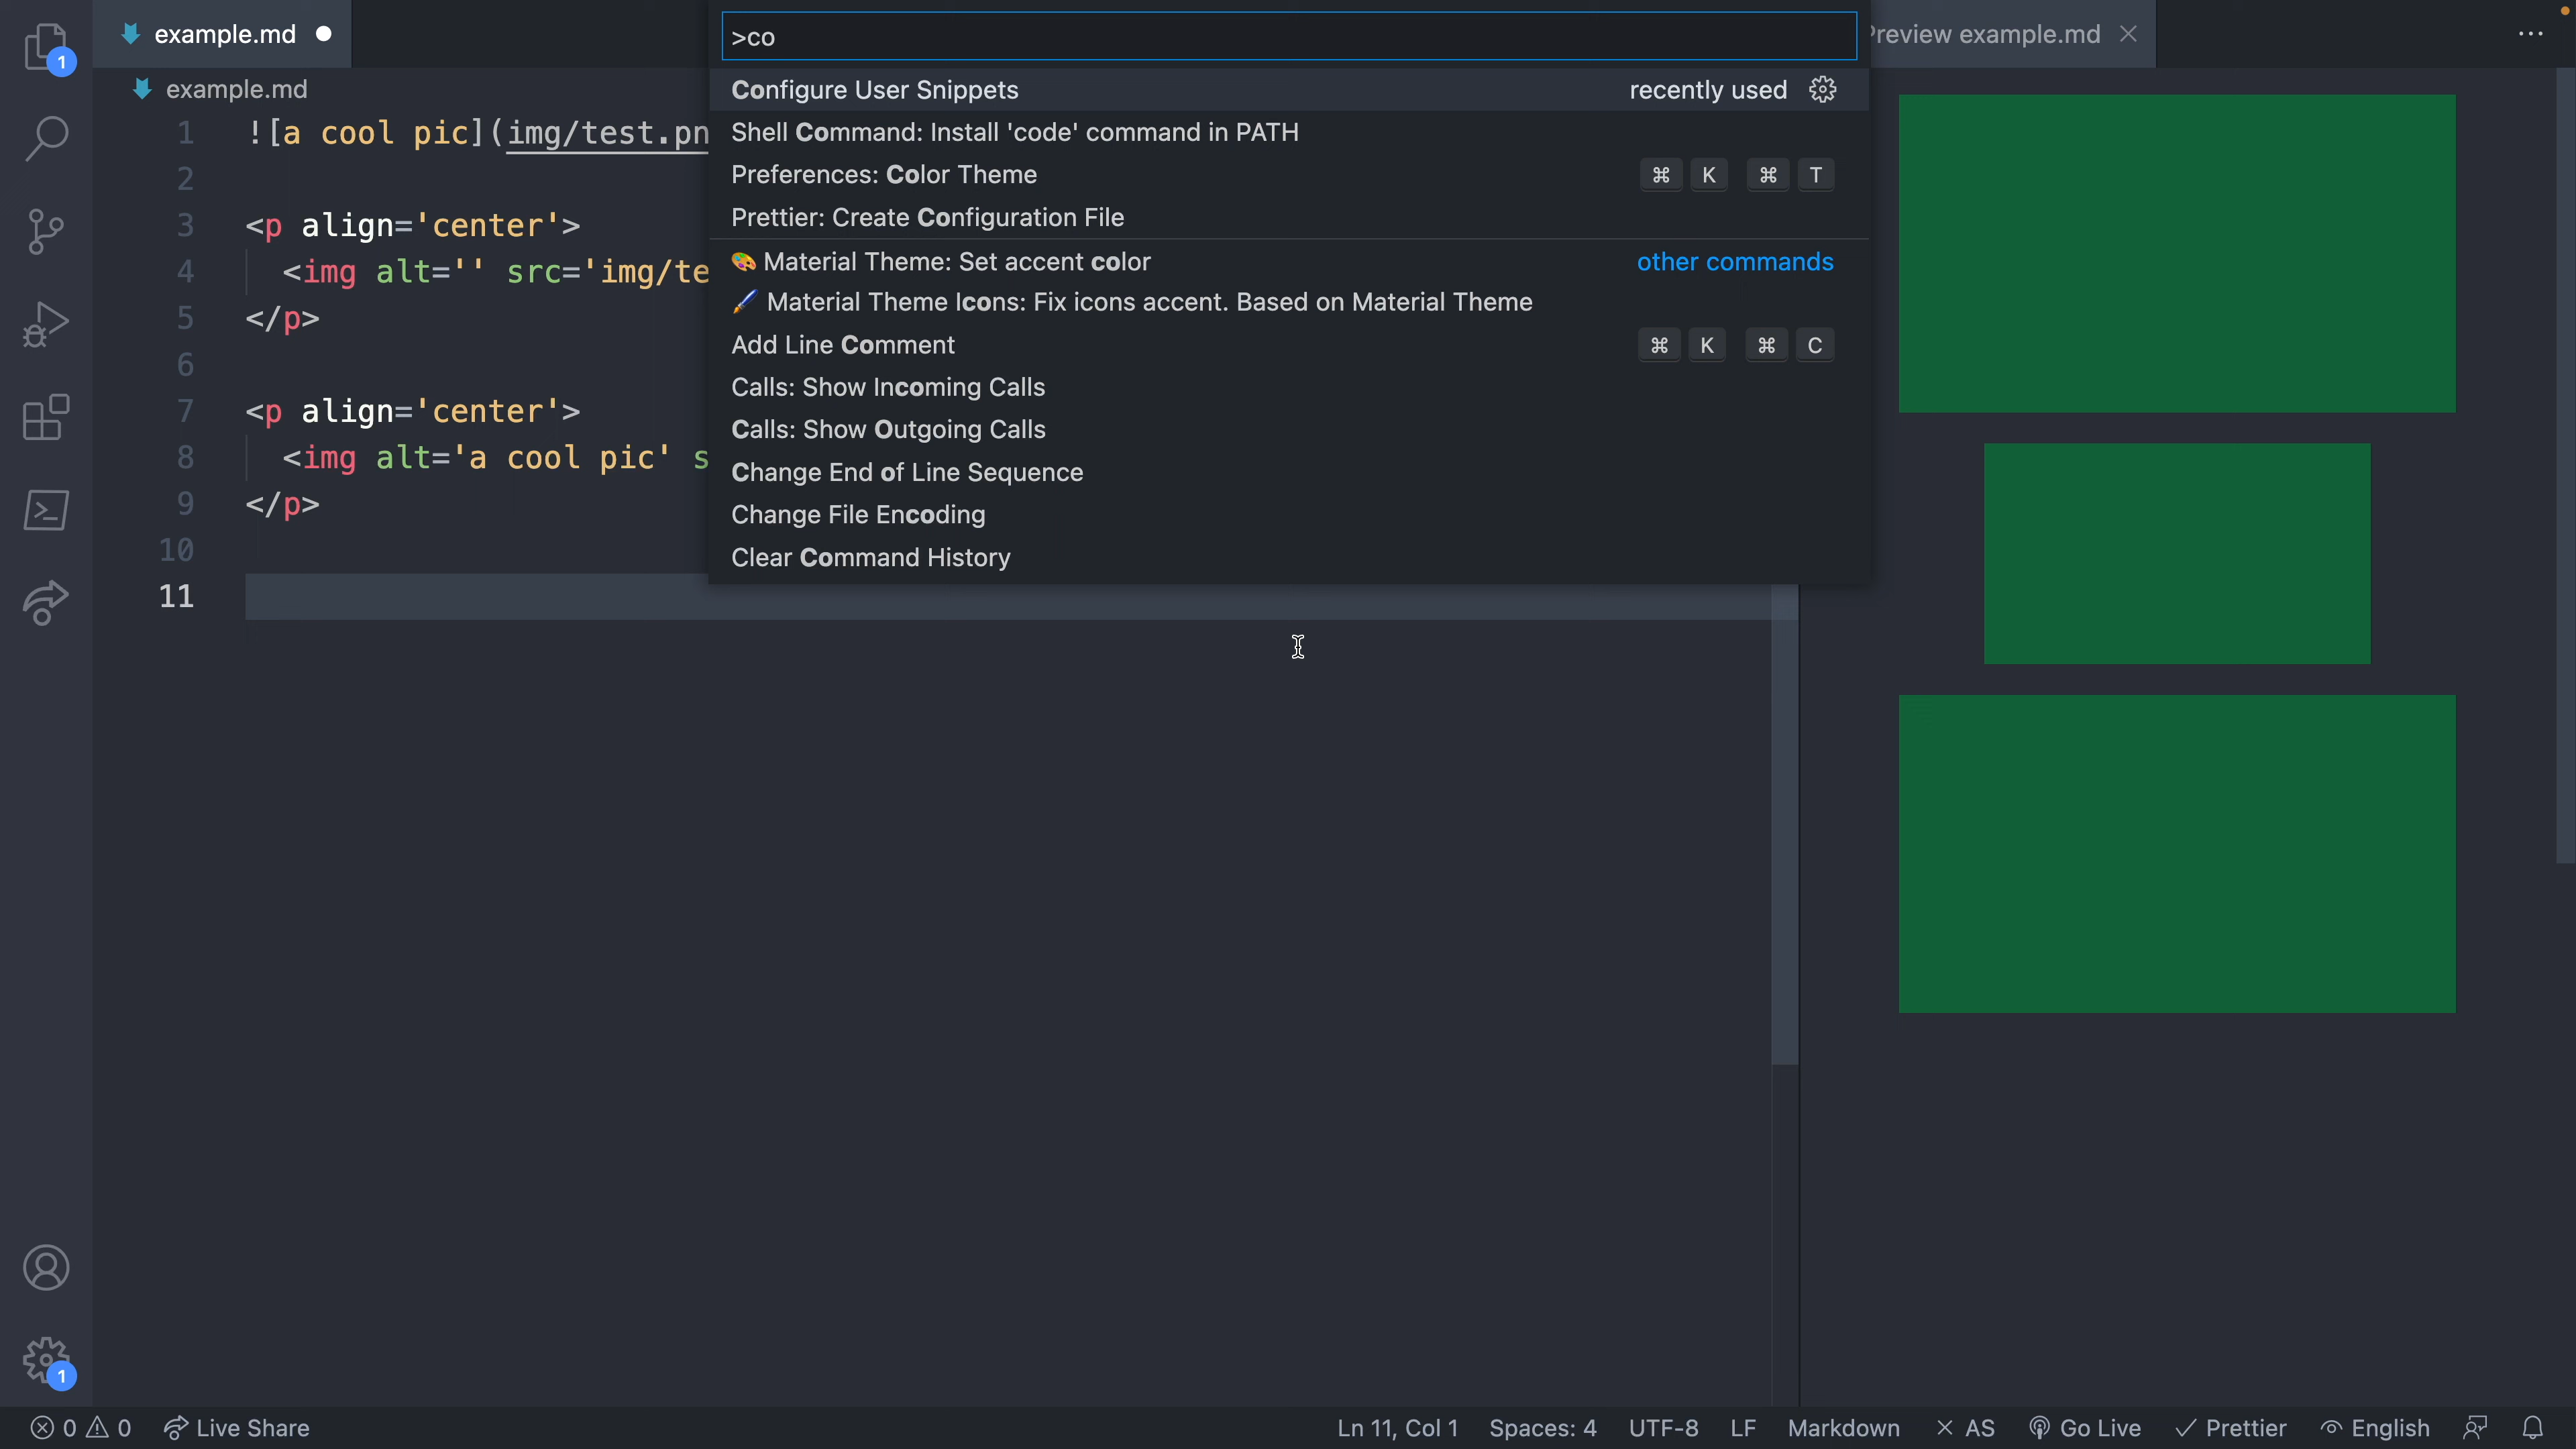 example.md
>co
Preview example.md
1
example.md
Configure User Snippets recently used
Shell Command: Install 'code' command in PATH
Preferences: Color Theme ⌘ K ⌘ T
Prettier: Create Configuration File
Material Theme: Set accent color other commands
Material Theme Icons: Fix icons accent. Based on Material Theme
Add Line Comment ⌘ K ⌘ C
Calls: Show Incoming Calls
Calls: Show Outgoing Calls
Change End of Line Sequence
Change File Encoding
Clear Command History
1 ![a cool pic](img/test.pn
2
3 <p align='center'>
4 <img alt='' src='img/te
5 </p>
6
7 <p align='center'>
8 <img alt='a cool pic' s
9 </p>
10
11
1
0 0 Live Share Ln 11, Col 1 Spaces: 4 UTF-8 LF Markdown AS Go Live Prettier English